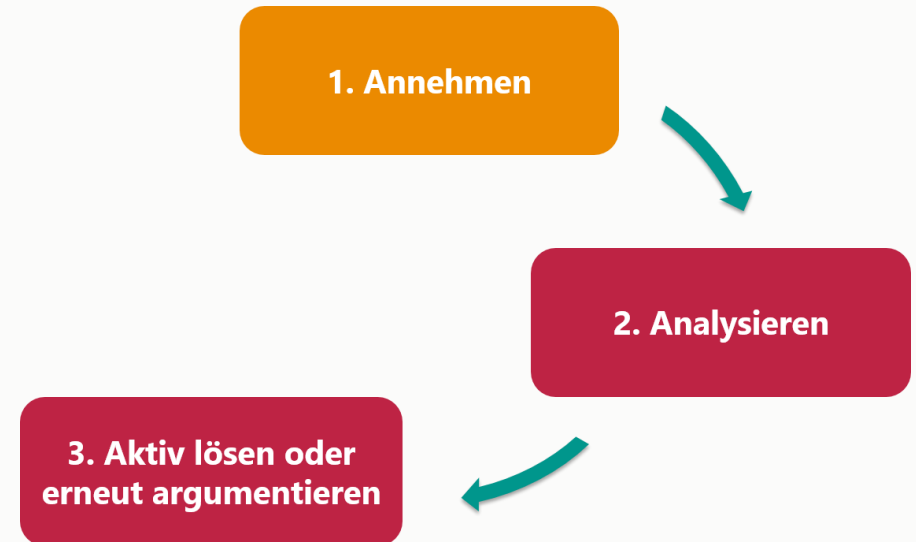 1. Annehmen
2. Analysieren
3. Aktiv lösen oder
erneut argumentieren